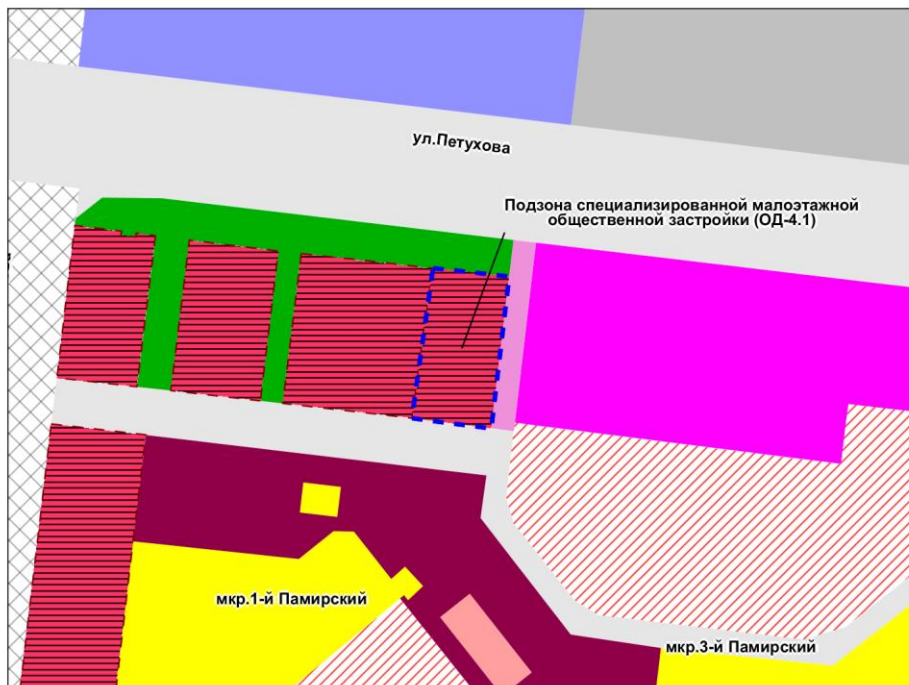 ул.Петухова
Подзона специализированной малоэтажной
общественной застройки (ОД-4.1)
мкр.1-й Памирский
мкр.3-й Памирский